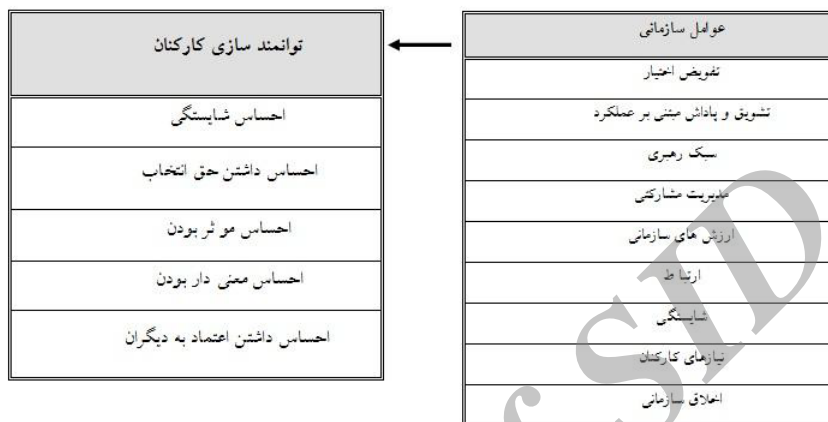 عوامل سازمانی
تفویض اختیار
تشویق و پاداش مبتنی بر عملکرد
سبک رهبری
مدیریت مشارکتی
ارزش های سازمانی
ارتبا ط
شایستگی
نیازهای کارکنان
اخلاق سازمانی
توانمند سازی کارکنان
احساس شایستگی
احساس داشتن حق انتخاب
احساس مو ثر بودن
احساس معنی دار بودن
احساس داشتن اعتماد به دیگران
f SID